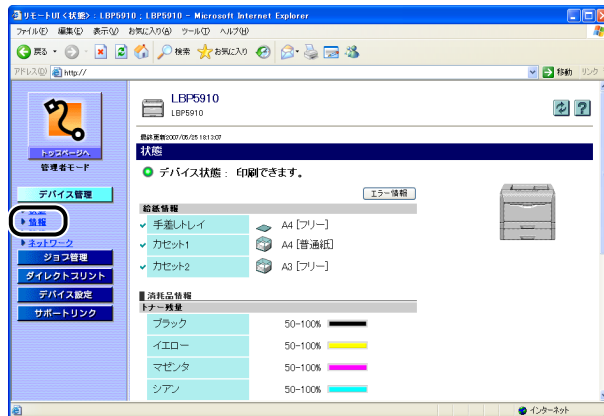 リモートUI <状態> : LBP5910 ; LBP5910 - Microsoft Internet Explorer
ファイル(F) 編集(E) 表示(V) お気に入り(A) ツール(T) ヘルプ(H)
戻る 検索 お気に入り
アドレス(D) http:// 移動 リンク
LBP5910
LBP5910
最終更新2007/05/25 18:13:07
トップページへ
管理者モード
状態
デバイス状態 : 印刷できます。
エラー情報
デバイス管理
情報
ネットワーク
ジョブ管理
ダイレクトプリント
デバイス設定
サポートリンク
給紙情報
手差しトレイ A4 [フリー]
カセット1 A4 [普通紙]
カセット2 A3 [フリー]
消耗品情報
トナー残量
ブラック 50-100%
イエロー 50-100%
マゼンタ 50-100%
シアン 50-100%
インターネット